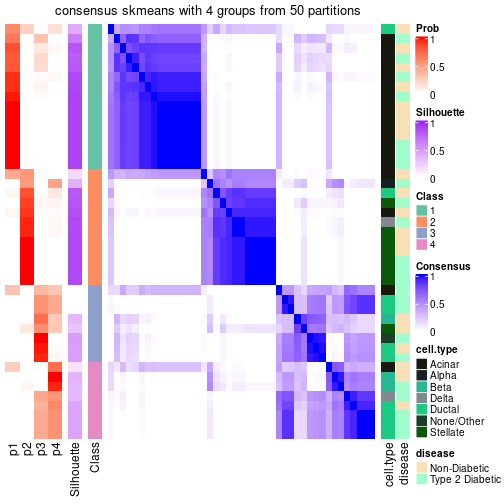 consensus skmeans with 4 groups from 50 partitions
p1
p2
p3
p4
Silhouette
Class
cell.type
disease
Prob
1
0.5
0
Silhouette
1
0.5
0
Class
1
2
3
4
Consensus
1
0.5
0
cell.type
Acinar
Alpha
Beta
Delta
Ductal
None/Other
Stellate
disease
Non-Diabetic
Type 2 Diabetic